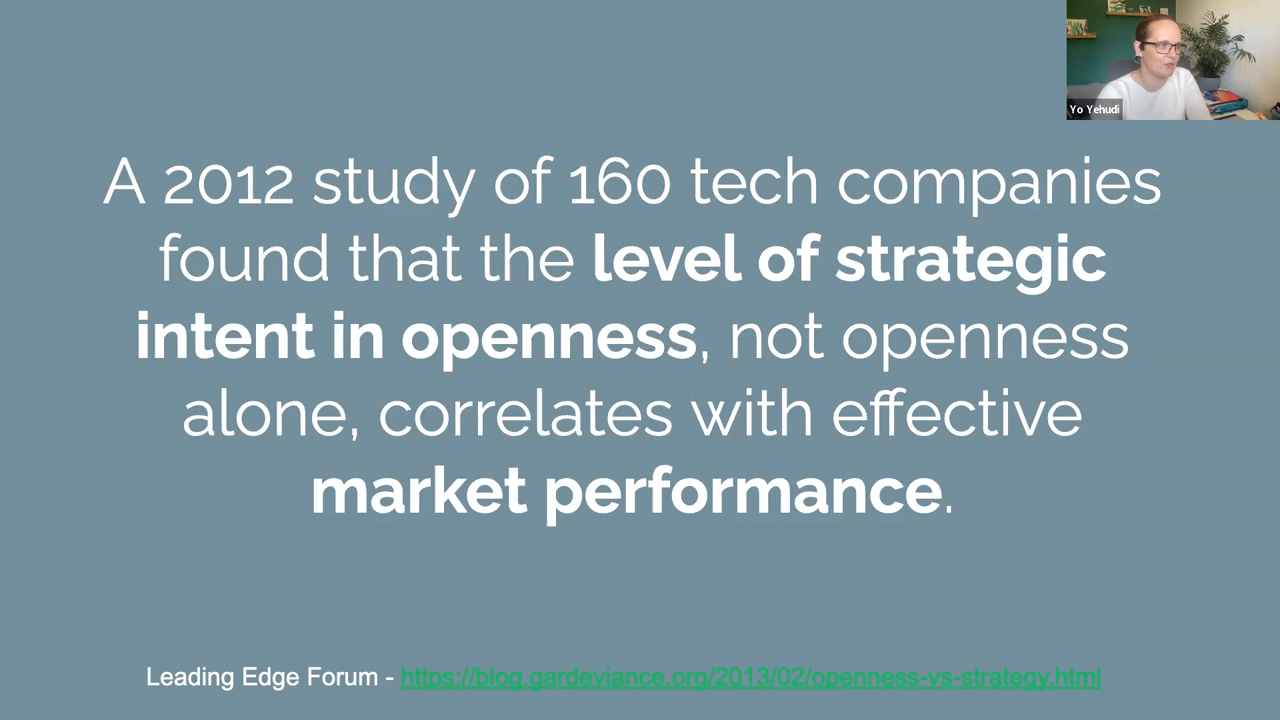 Yo Yehudi
A 2012 study of 160 tech companies
found that the level of strategic
intent in openness, not openness
alone, correlates with effective
market performance.
Leading Edge Forum - https://blog.gardeviance.org/2013/02/openness-vs-strategy.html